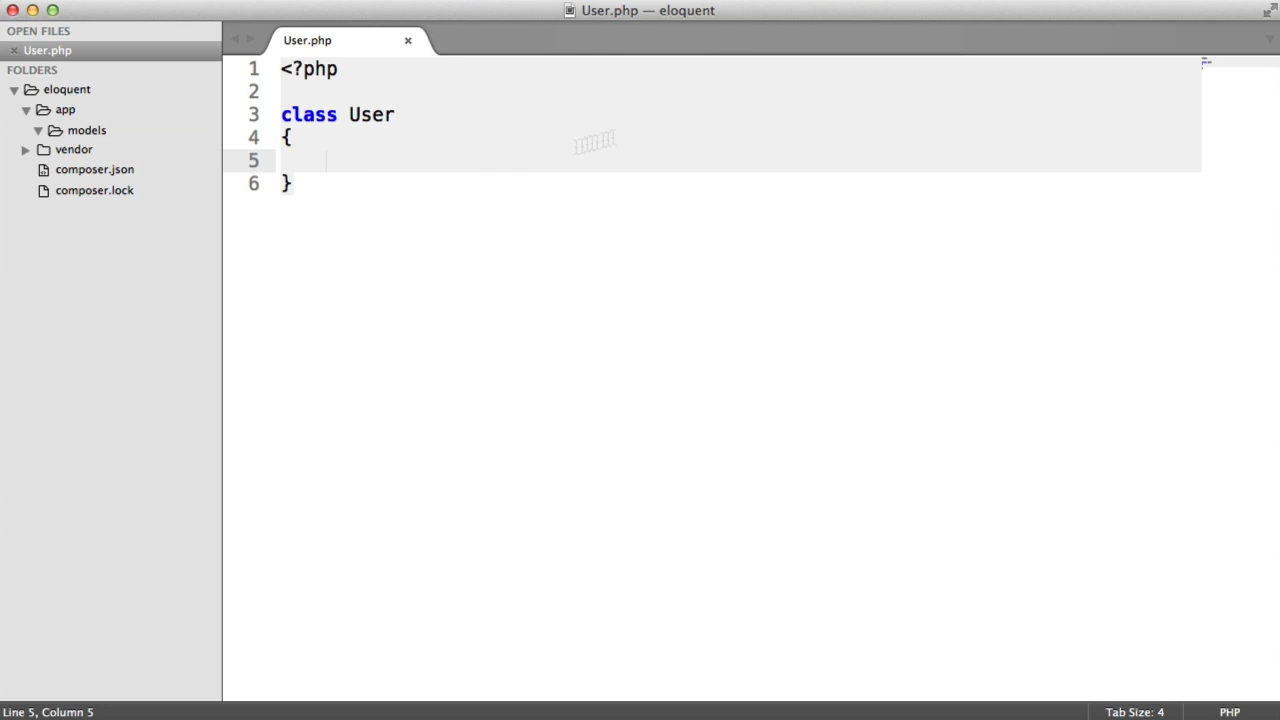 User.php — eloquent
OPEN FILES
User.php
FOLDERS
eloquent
app
models
vendor
composer.json
composer.lock
User.php
1 <?php
2
3 class User
4 {
5
6 }
Line 5, Column 5
Tab Size: 4
PHP